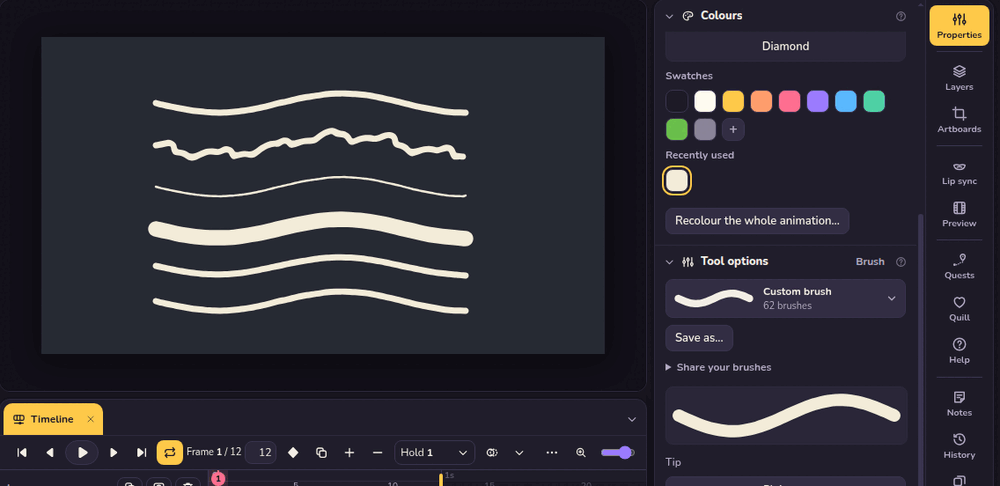 Colours
Diamond
Swatches
+
Recently used
Recolour the whole animation...
Tool options
Brush
Custom brush
62 brushes
Save as...
Share your brushes
Tip
Properties
Layers
Artboards
Lip sync
Preview
Quests
Quill
Help
Notes
History
Timeline
Frame 1 / 12
12
Hold 1
1
5
10
1s
15
20